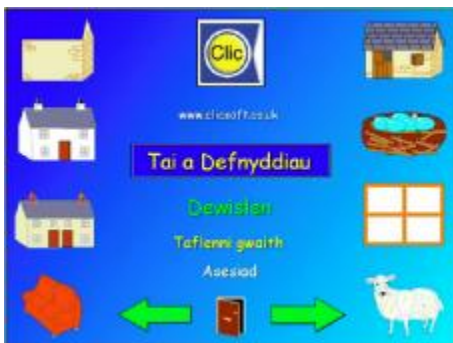 Clic
www.clicsoft.co.uk
Tai a Defnyddiau
Dewislen
Taflenni gwaith
Asesiad